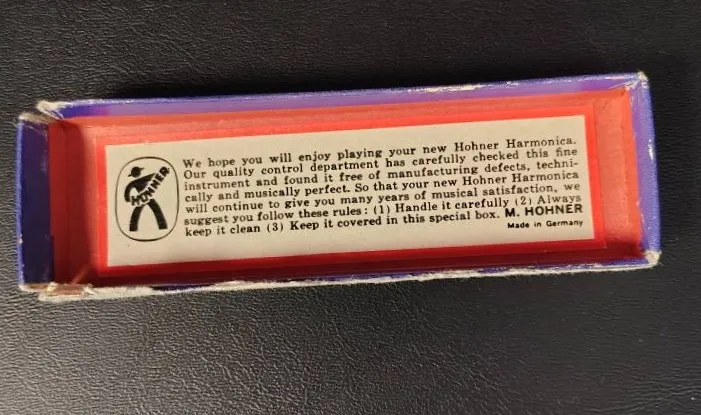 HOHNER
We hope you will enjoy playing your new Hohner Harmonica.
Our quality control department has carefully checked this fine
instrument and found it free of manufacturing defects, techni-
cally and musically perfect. So that your new Hohner Harmonica
will continue to give you many years of musical satisfaction, we
suggest you follow these rules: (1) Handle it carefully (2) Always
keep it clean (3) Keep it covered in this special box. M. HOHNER
Made in Germany